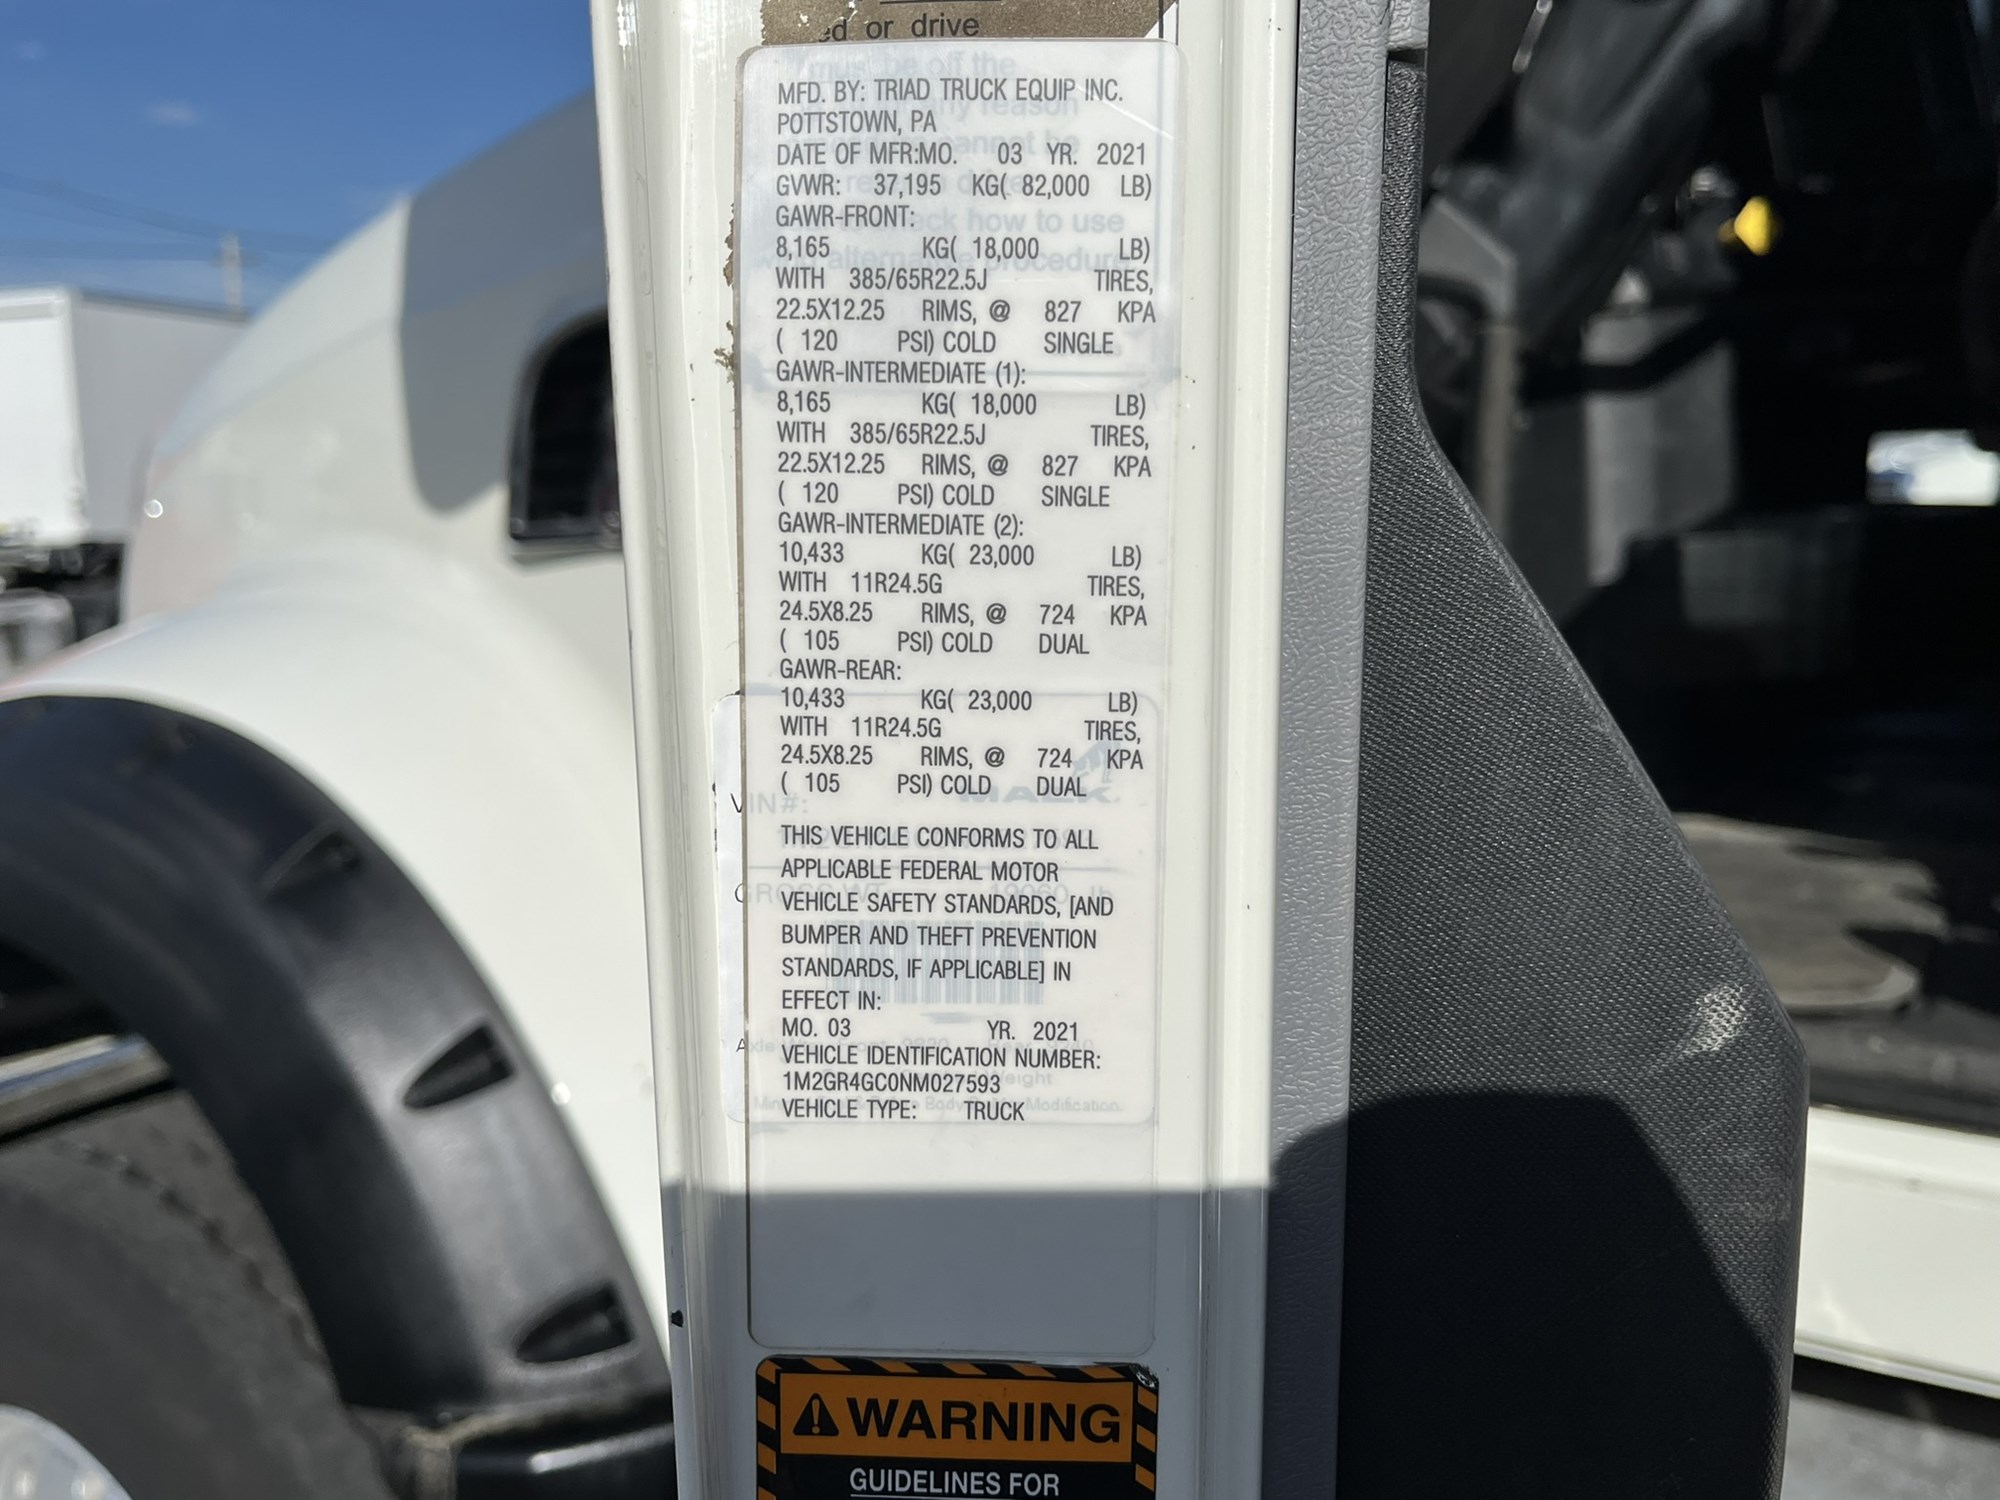 ed or drive
MFD. BY: TRIAD TRUCK EQUIP INC.
POTTSTOWN, PA
DATE OF MFR:MO. 03 YR. 2021
GVWR: 37,195 KG( 82,000 LB)
GAWR-FRONT:
8,165 KG( 18,000 LB)
WITH 385/65R22.5J TIRES,
22.5X12.25 RIMS, @ 827 KPA
( 120 PSI) COLD SINGLE
GAWR-INTERMEDIATE (1):
8,165 KG( 18,000 LB)
WITH 385/65R22.5J TIRES,
22.5X12.25 RIMS, @ 827 KPA
( 120 PSI) COLD SINGLE
GAWR-INTERMEDIATE (2):
10,433 KG( 23,000 LB)
WITH 11R24.5G TIRES,
24.5X8.25 RIMS, @ 724 KPA
( 105 PSI) COLD DUAL
GAWR-REAR:
10,433 KG( 23,000 LB)
WITH 11R24.5G TIRES,
24.5X8.25 RIMS, @ 724 KPA
( 105 PSI) COLD DUAL
VIN#: MACK
THIS VEHICLE CONFORMS TO ALL
APPLICABLE FEDERAL MOTOR
VEHICLE SAFETY STANDARDS, [AND
BUMPER AND THEFT PREVENTION
STANDARDS, IF APPLICABLE] IN
EFFECT IN:
MO. 03 YR. 2021
VEHICLE IDENTIFICATION NUMBER:
1M2GR4GC0NM027593
VEHICLE TYPE: TRUCK
WARNING
GUIDELINES FOR